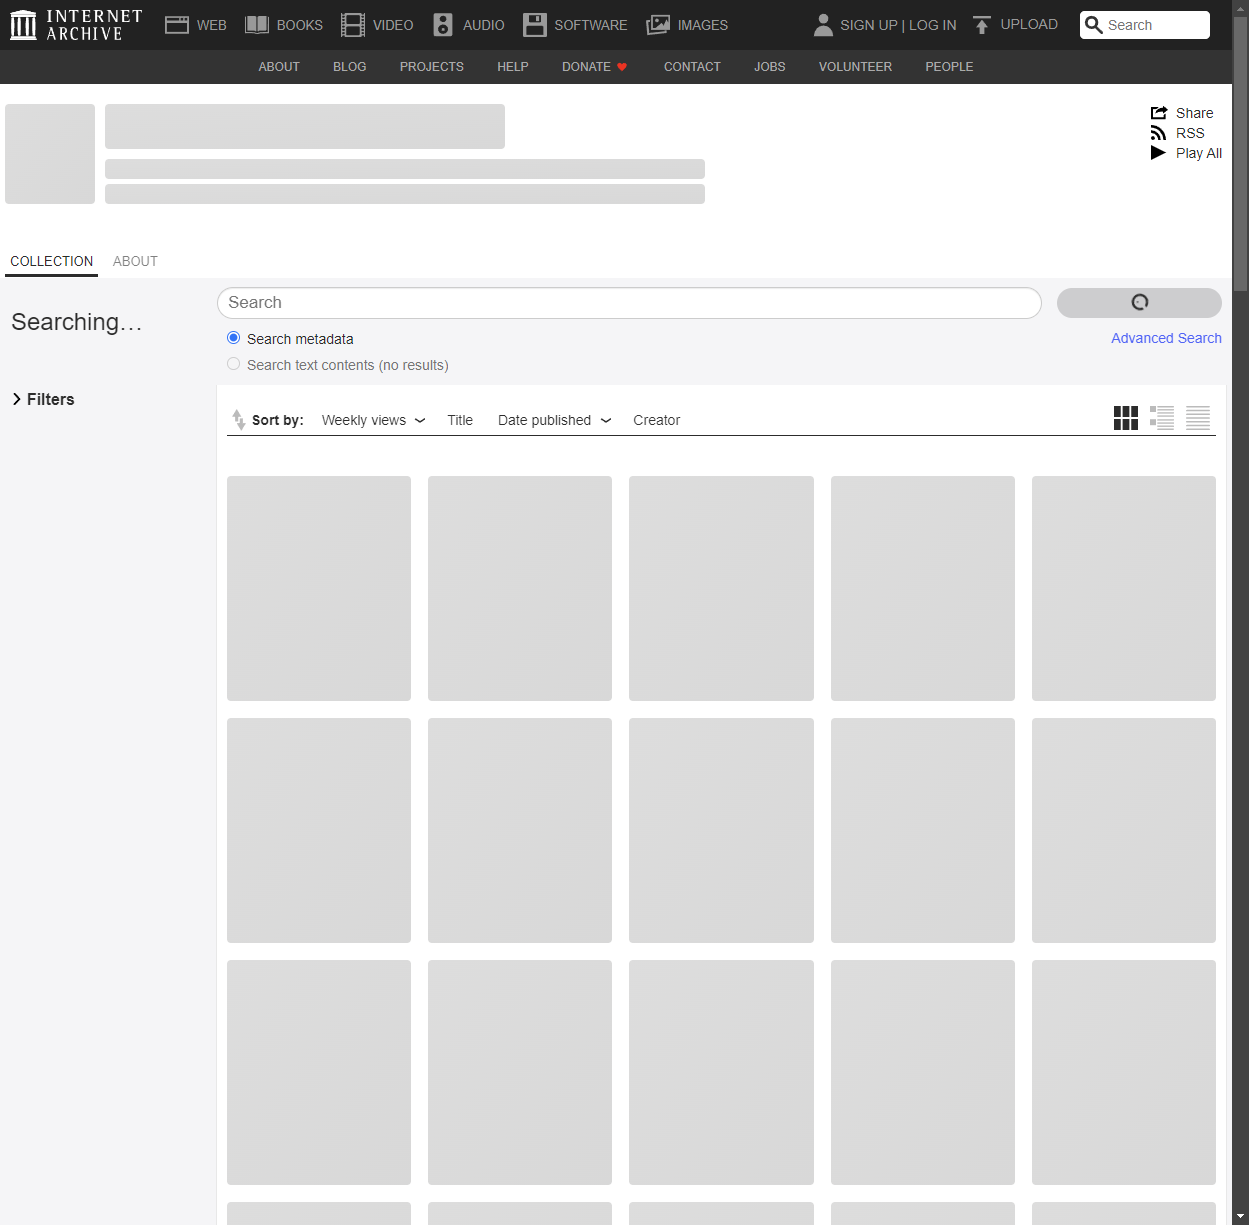 INTERNET ARCHIVE
WEB BOOKS VIDEO AUDIO SOFTWARE IMAGES SIGN UP | LOG IN UPLOAD Search
ABOUT BLOG PROJECTS HELP DONATE CONTACT JOBS VOLUNTEER PEOPLE
Share
RSS
Play All
COLLECTION ABOUT
Search
Searching…
Search metadata
Advanced Search
Search text contents (no results)
Filters
Sort by: Weekly views Title Date published Creator